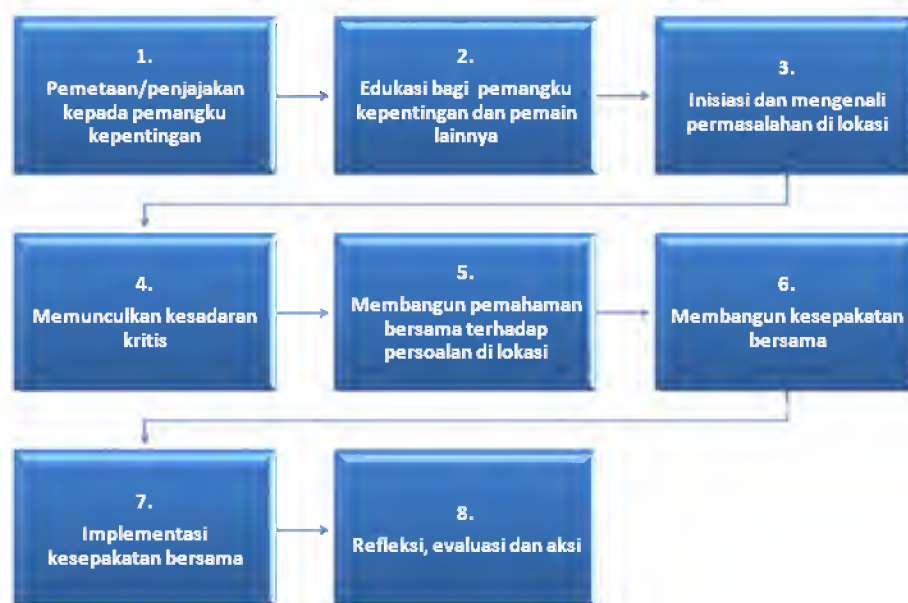 1.
Pemetaan/penjajakan
kepada pemangku
kepentingan
2.
Edukasi bagi pemangku
kepentingan dan pemain
lainnya
3.
Inisiasi dan mengenali
permasalahan di lokasi
4.
Memunculkan kesadaran
kritis
5.
Membangun pemahaman
bersama terhadap
persoalan di lokasi
6.
Membangun kesepakatan
bersama
7.
Implementasi
kesepakatan bersama
8.
Refleksi, evaluasi dan aksi